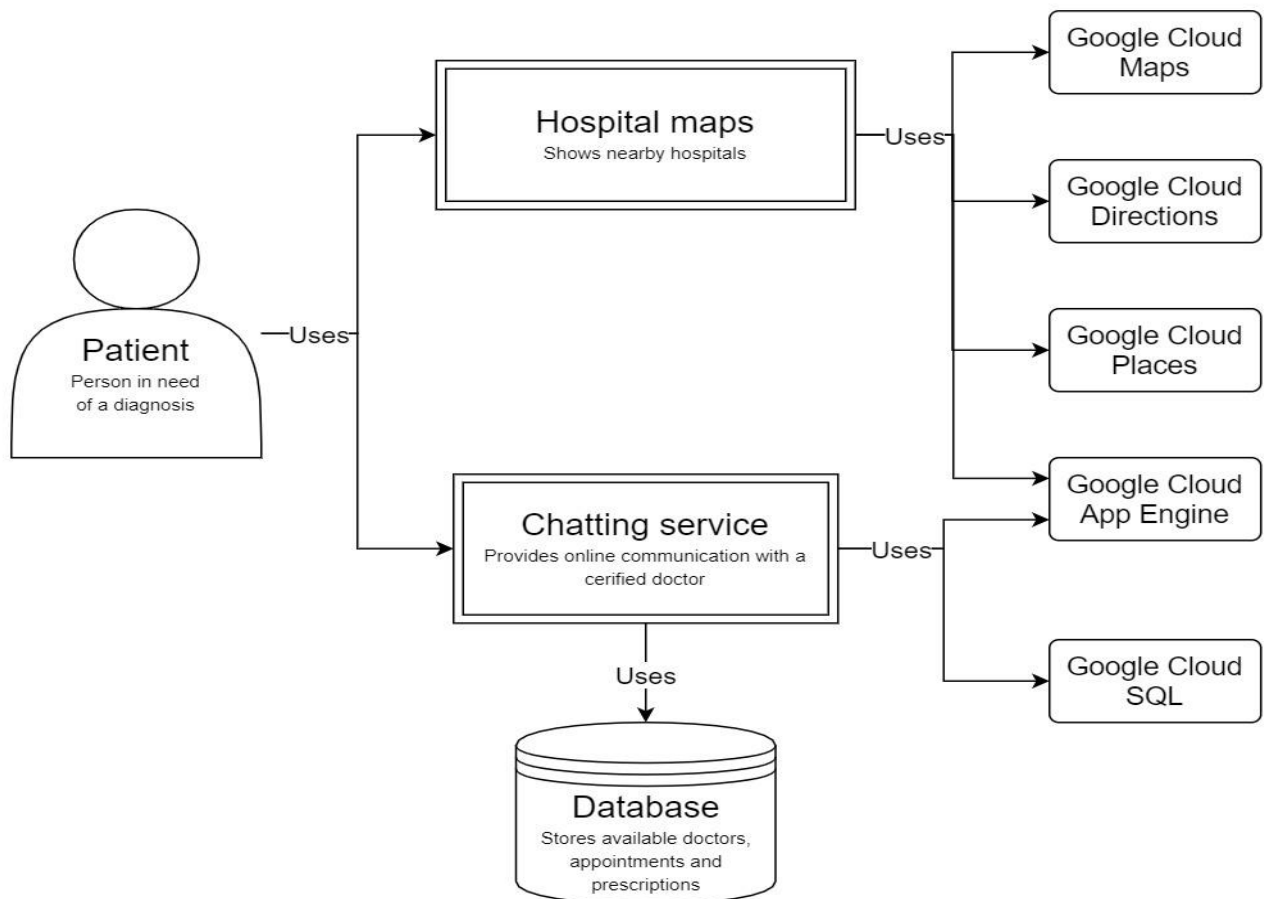 Google Cloud
Maps
Hospital maps
Shows nearby hospitals
Uses
Google Cloud
Directions
Uses
Patient
Person in need
of a diagnosis
Google Cloud
Places
Google Cloud
App Engine
Chatting service
Provides online communication with a
cerified doctor
Uses
Uses
Google Cloud
SQL
Database
Stores available doctors,
appointments and
prescriptions